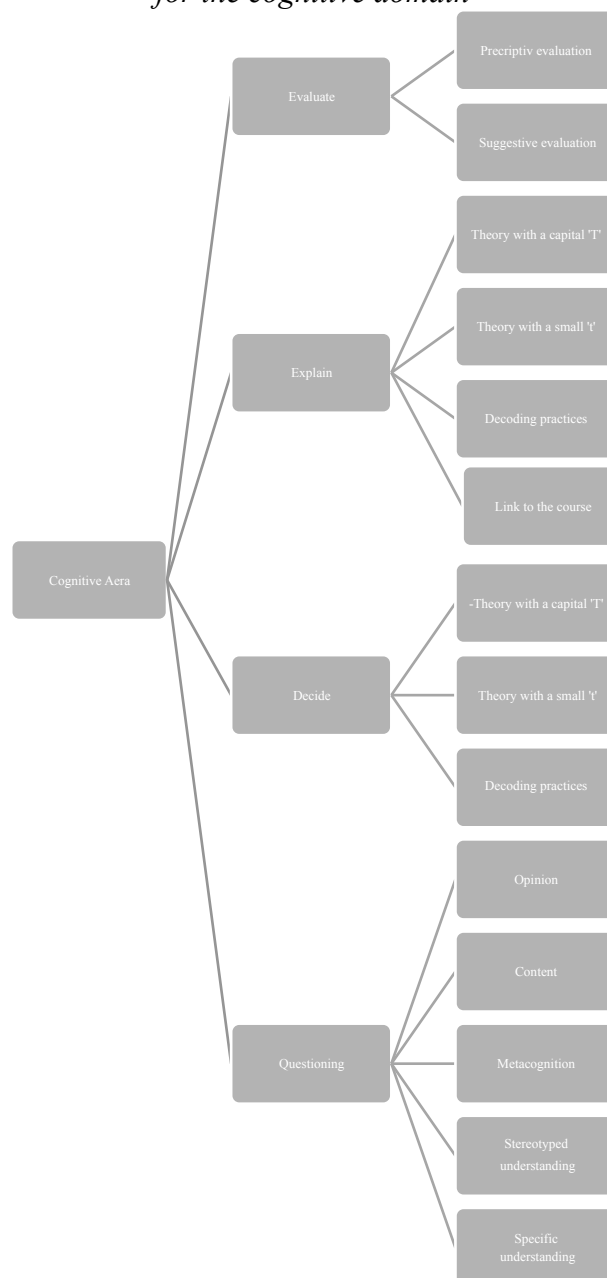 for the cognitive domain
Precriptiv evaluation
Evaluate
Suggestive evaluation
Theory with a capital 'T'
Theory with a small 't'
Explain
Decoding practices
Link to the course
Cognitive Aera
-Theory with a capital 'T'
Decide
Theory with a small 't'
Decoding practices
Opinion
Content
Questioning
Metacognition
Stereotyped
understanding
Specific
understanding